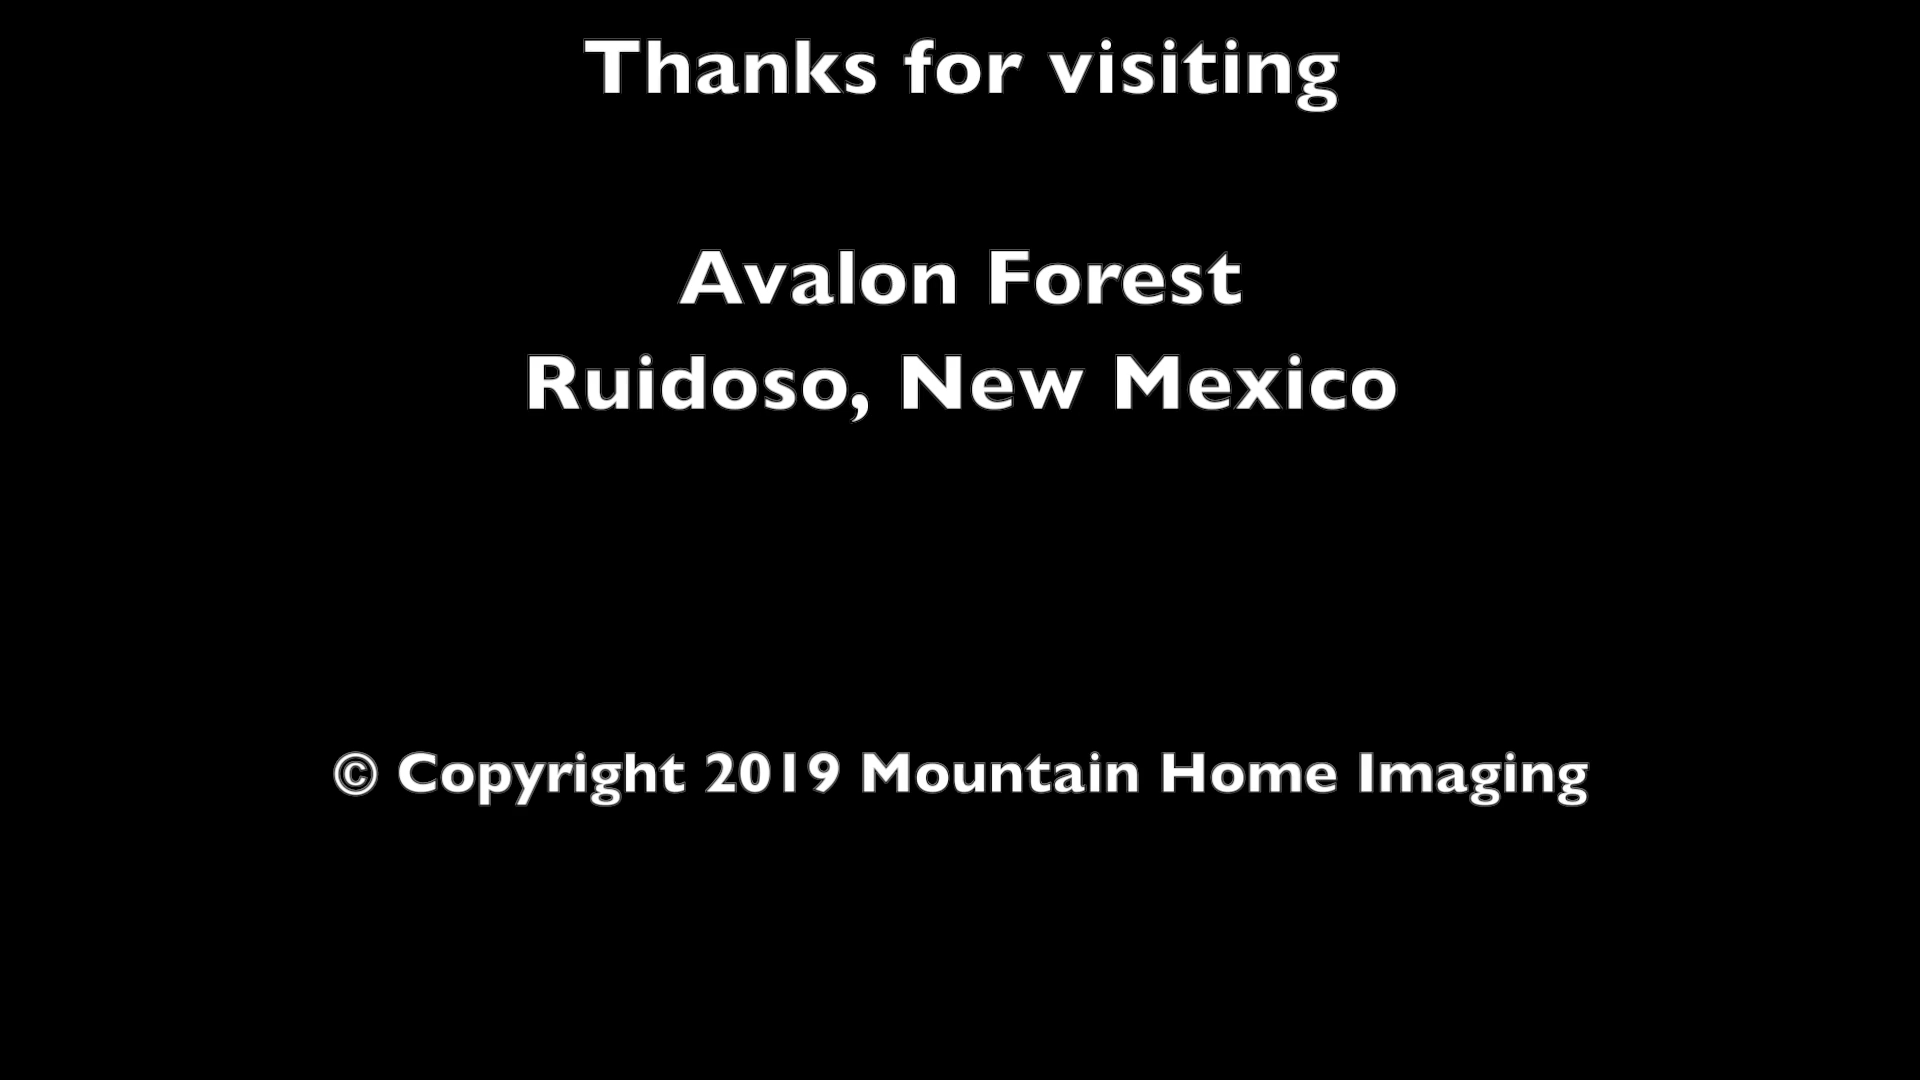 Thanks for visiting
Avalon Forest
Ruidoso, New Mexico
© Copyright 2019 Mountain Home Imaging